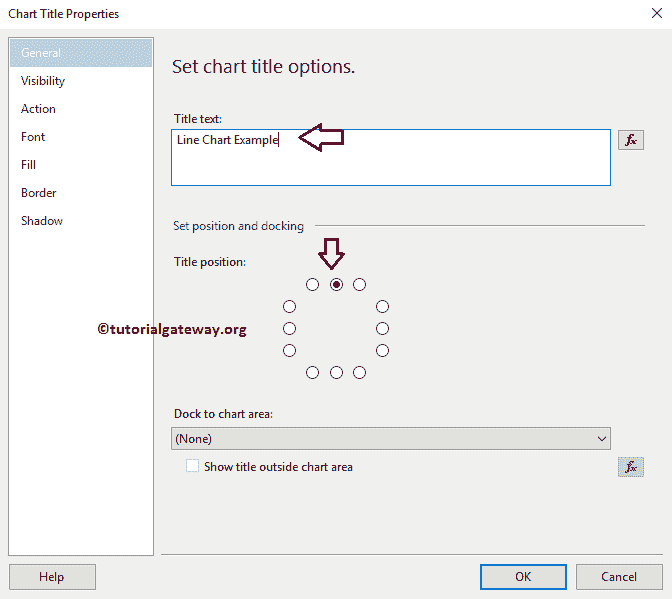 Chart Title Properties
General
Visibility
Action
Font
Fill
Border
Shadow
Set chart title options.
Title text:
Line Chart Example
fx
Set position and docking
Title position:
©tutorialgateway.org
Dock to chart area:
(None)
Show title outside chart area
fx
Help
OK
Cancel